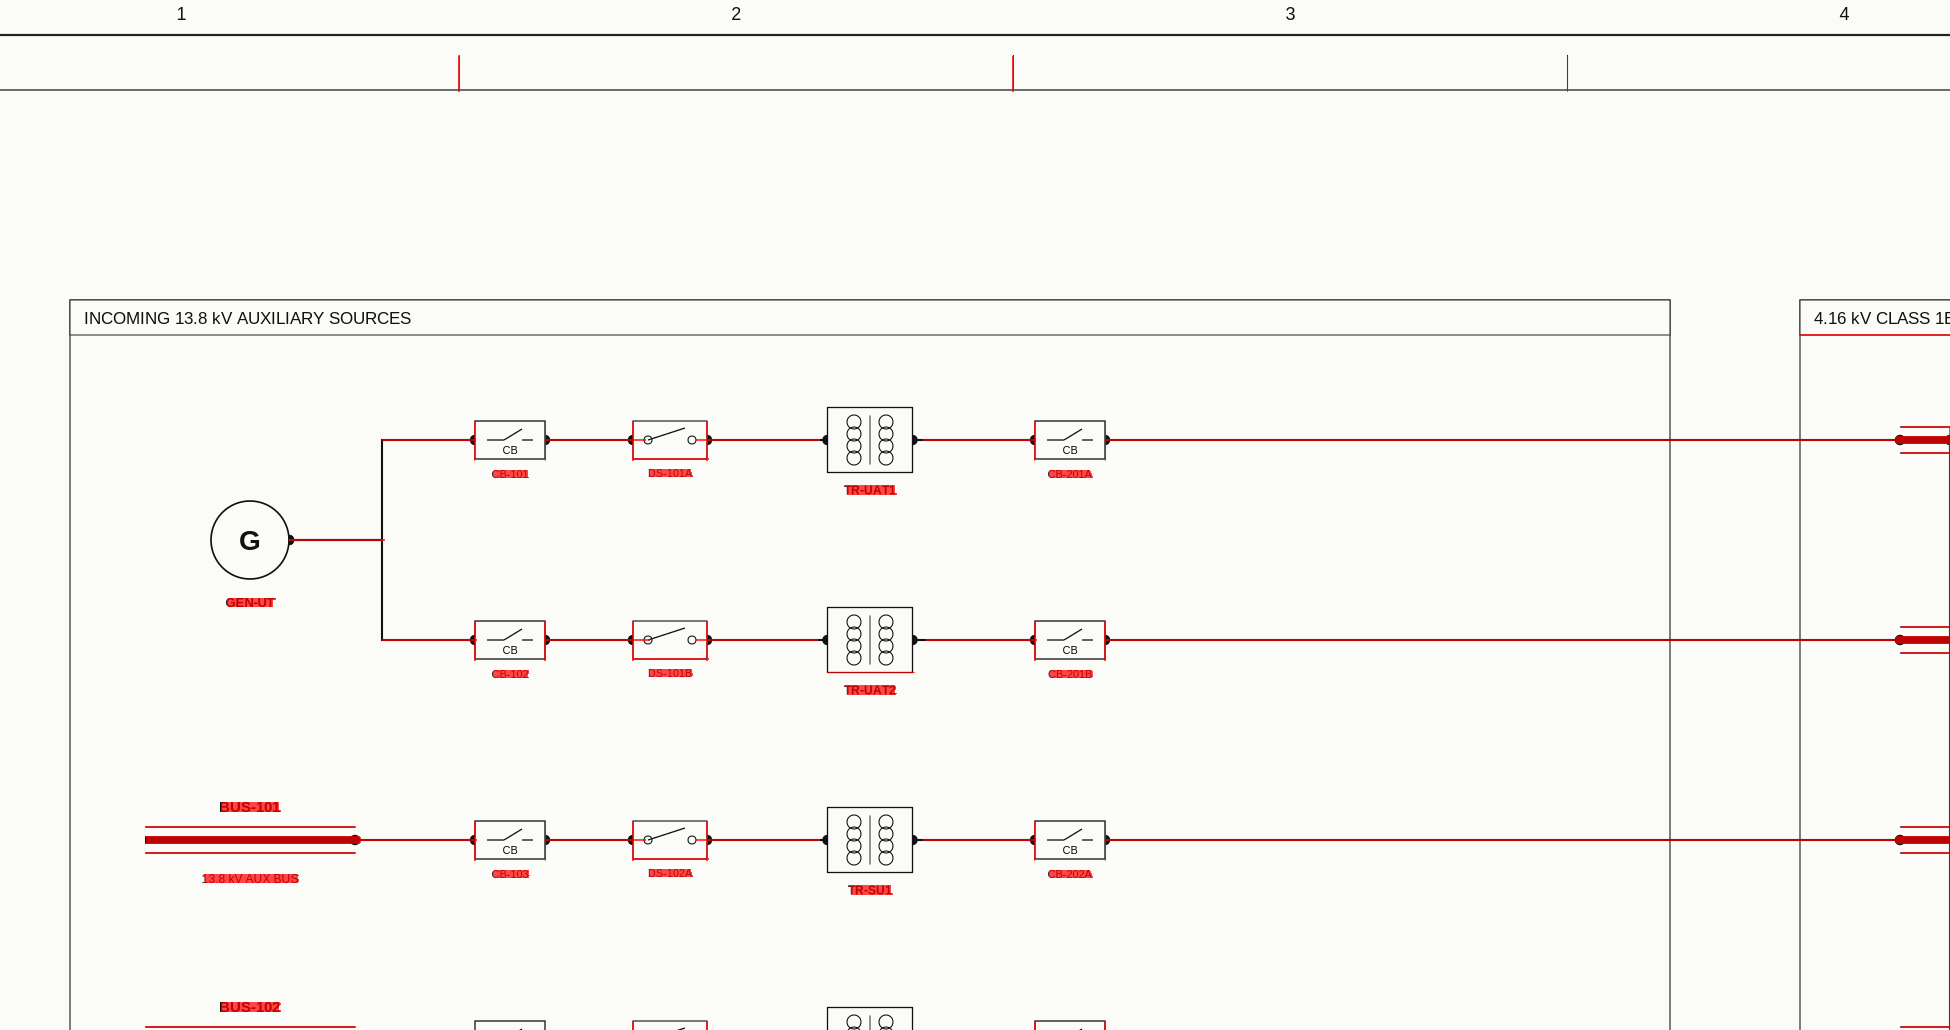 1 2 3 4
INCOMING 13.8 kV AUXILIARY SOURCES
4.16 kV CLASS 1E
CB CB
CB-101 DS-101A CB-201A
TR-UAT1
G
GEN-UT
CB CB
CB-102 DS-101B CB-201B
TR-UAT2
BUS-101
CB CB
13.8 kV AUX BUS CB-103 DS-102A CB-202A
TR-SU1
BUS-102